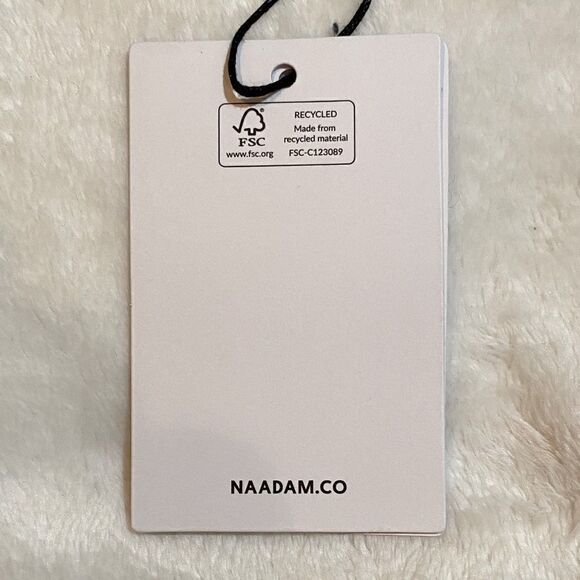 RECYCLED
Made from
recycled material
FSC
www.fsc.org
FSC-C123089
NAADAM.CO